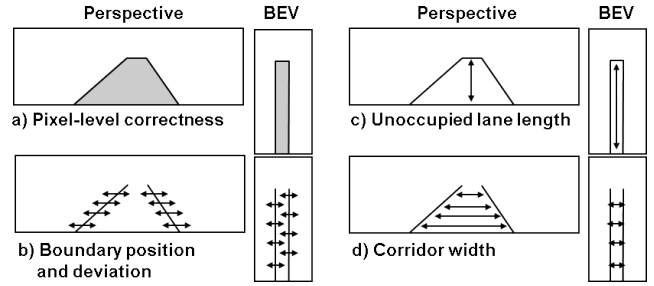 Perspective BEV Perspective BEV
a) Pixel-level correctness
c) Unoccupied lane length
b) Boundary position
and deviation
d) Corridor width